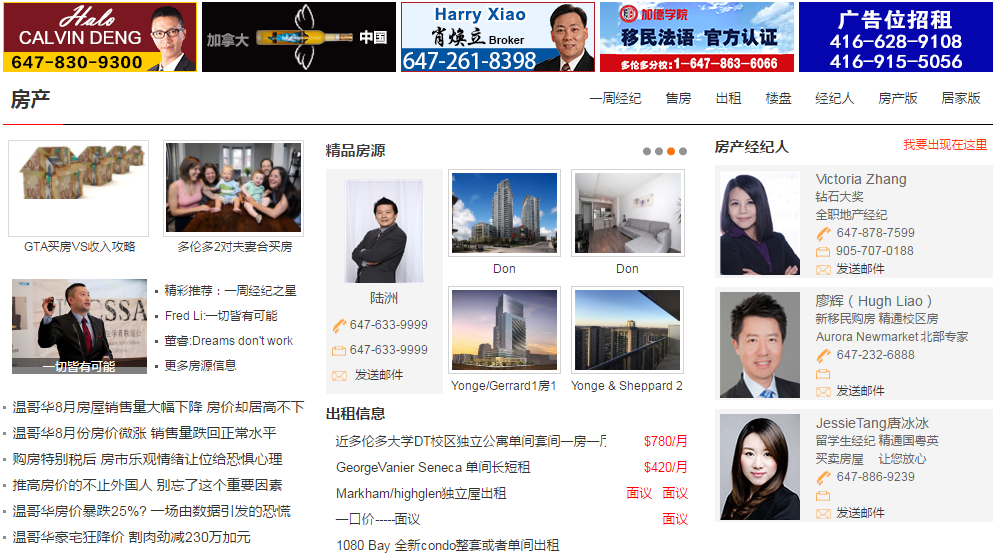 Halo
CALVIN DENG
647-830-9300
加拿大
中国
Harry Xiao
肖焕立 Broker
647-261-8398
加德学院
移民法语 官方认证
多伦多分校:1-647-863-6066
广告位招租
416-628-9108
416-915-5056
房产
一周经纪 售房 出租 楼盘 经纪人 房产版 居家版
GTA买房VS收入攻略
多伦多2对夫妻合买房
一切皆有可能
精彩推荐：一周经纪之星
Fred Li:一切皆有可能
董睿:Dreams don't work
更多房源信息
温哥华8月房屋销售量大幅下降 房价却居高不下
温哥华8月份房价微涨 销售量跌回正常水平
购房特别税后 房市乐观情绪让位给恐惧心理
推高房价的不止外国人 别忘了这个重要因素
温哥华房价暴跌25%? 一场由数据引发的恐慌
温哥华豪宅狂降价 割肉劲减230万加元
精品房源
陆洲
647-633-9999
647-633-9999
发送邮件
Don
Don
Yonge/Gerrard1房1
Yonge & Sheppard 2
出租信息
近多伦多大学DT校区独立公寓单间套间一房一 $780/月
GeorgeVanier Seneca 单间长短租 $420/月
Markham/highglen独立屋出租 面议 面议
一口价-----面议 面议
1080 Bay 全新condo整套或者单间出租
房产经纪人
我要出现在这里
Victoria Zhang
钻石大奖
全职地产经纪
647-878-7599
905-707-0188
发送邮件
廖辉（Hugh Liao）
新移民购房 精通校区房
Aurora Newmarket 北部专家
647-232-6888
发送邮件
JessieTang唐冰冰
留学生经纪 精通国粤英
买卖房屋 让您放心
647-886-9239
发送邮件